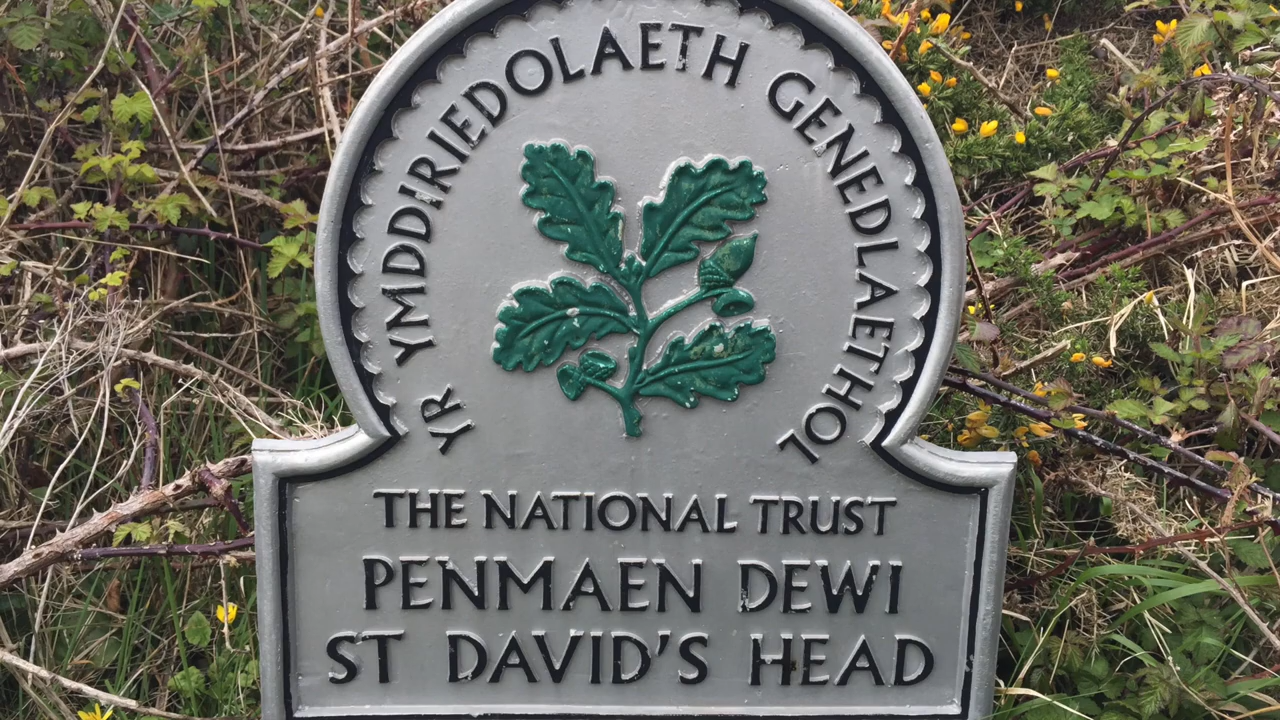 YR YMDDIRIEDOLAETH GENEDLAETHOL
THE NATIONAL TRUST
PENMAEN DEWI
ST DAVID'S HEAD